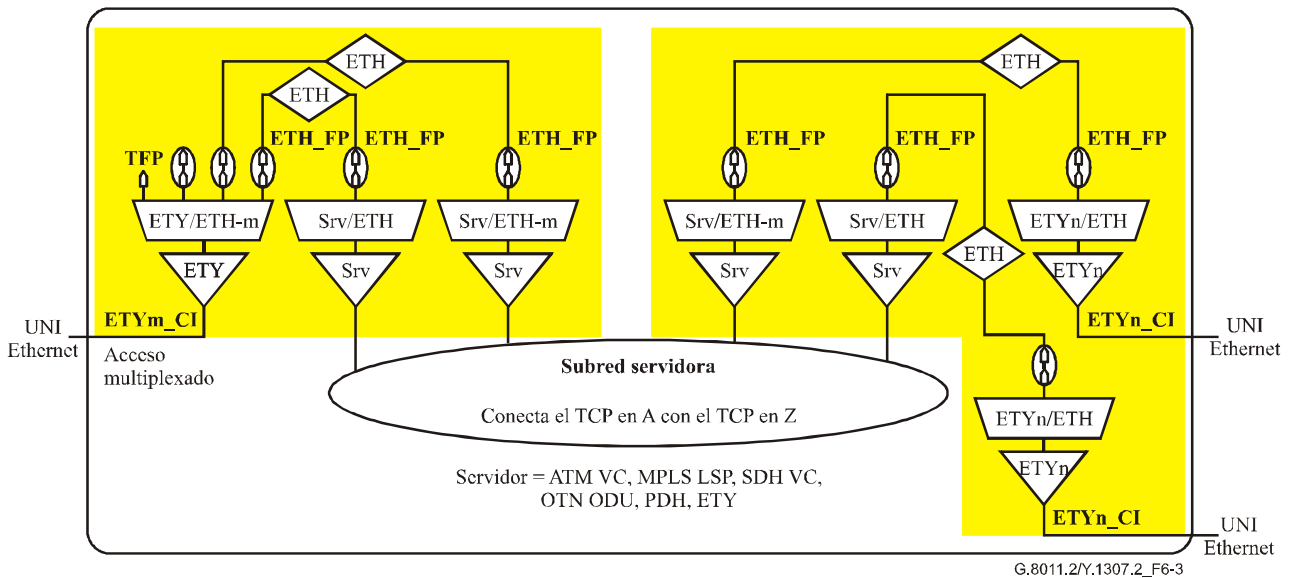 ETH
ETH
ETH
TFP
ETH_FP
ETH_FP
ETH_FP
ETH_FP
ETH_FP
ETH_FP
ETY/ETH-m
Srv/ETH
Srv/ETH-m
Srv/ETH-m
Srv/ETH
ETYn/ETH
ETH
ETY
Srv
Srv
Srv
Srv
ETYn
ETYm_CI
ETYn_CI
UNI
Ethernet
UNI
Ethernet
Acceso
multiplexado
Subred servidora
Conecta el TCP en A con el TCP en Z
ETYn/ETH
ETYn
Servidor = ATM VC, MPLS LSP, SDH VC,
OTN ODU, PDH, ETY
ETYn_CI
UNI
Ethernet
G.8011.2/Y.1307.2_F6-3